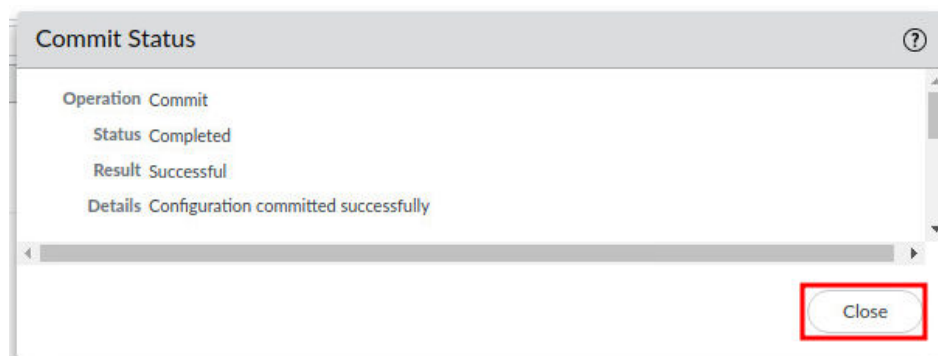 Commit Status
Operation Commit
Status Completed
Result Successful
Details Configuration committed successfully
Close